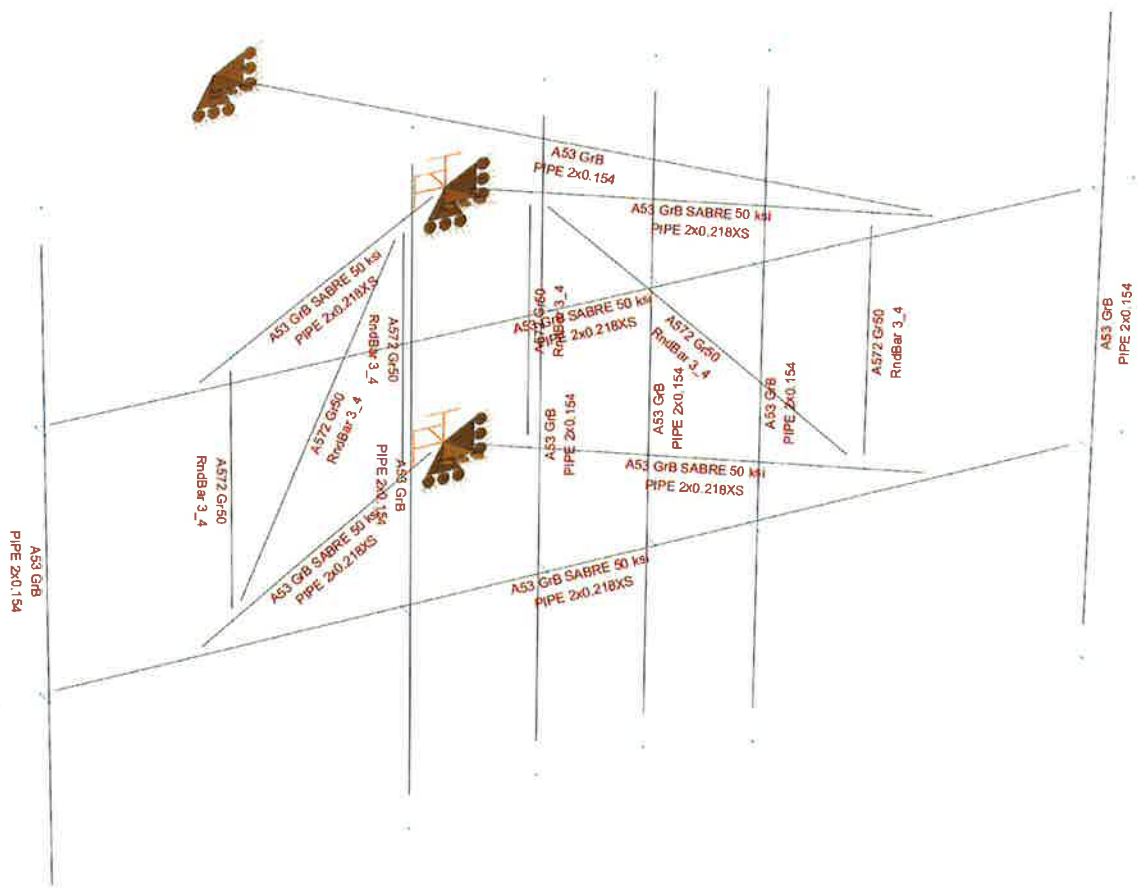 A53 GrB
PIPE 2x0.154
A53 GrB SABRE 50 ksi
PIPE 2x0.218XS
A53 GrB SABRE 50 ksi
PIPE 2x0.218XS
A53 GrB SABRE 50 ksi
PIPE 2x0.218XS
A572 Gr50
RndBar 3_4
A572 Gr50
RndBar 3_4
A572 Gr50
RndBar 3_4
A572 Gr50
RndBar 3_4
A53 GrB
PIPE 2x0.154
A572 Gr50
RndBar 3_4
A572 Gr50
RndBar 3_4
A53 GrB
PIPE 2x0.154
A53 GrB
PIPE 2x0.154
A53 GrB
PIPE 2x0.154
A53 GrB
PIPE 2x0.154
A53 GrB SABRE 50 ksi
PIPE 2x0.218XS
A53 GrB SABRE 50 ksi
PIPE 2x0.218XS
A53 GrB SABRE 50 ksi
PIPE 2x0.218XS
A53 GrB
PIPE 2x0.154